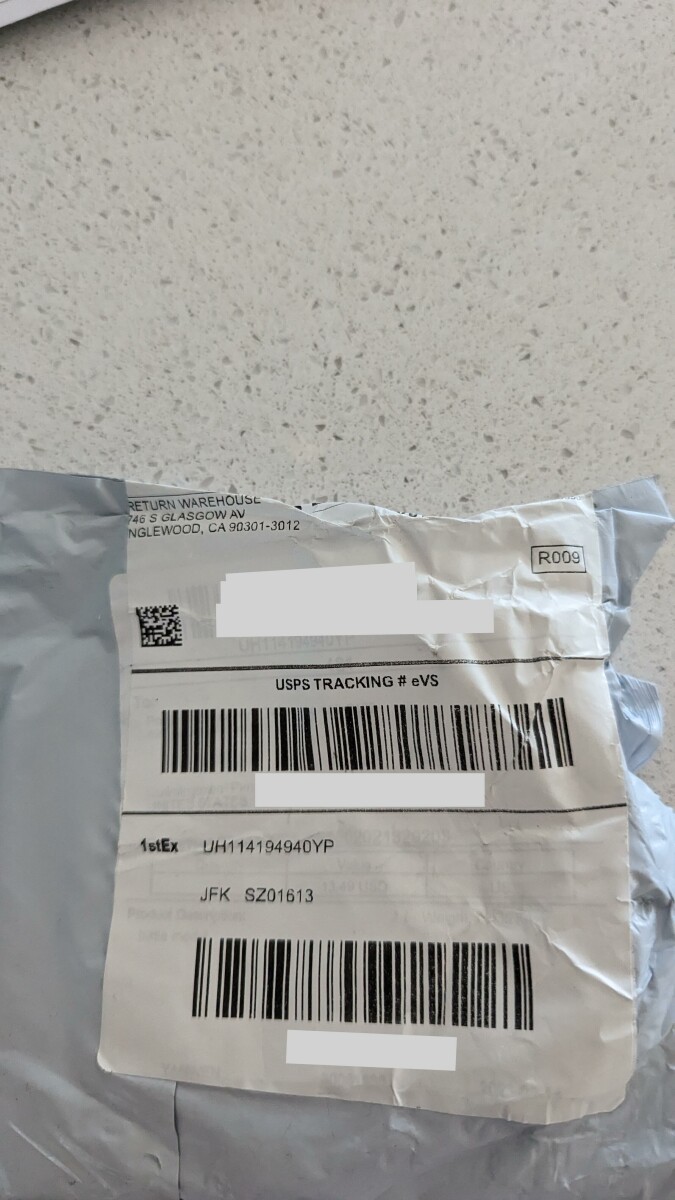 RETURN WAREHOUSE
746 S GLASGOW AV
NGLEWOOD, CA 90301-3012
R009
USPS TRACKING # eVS
1stEx UH114194940YP
JFK SZ01613